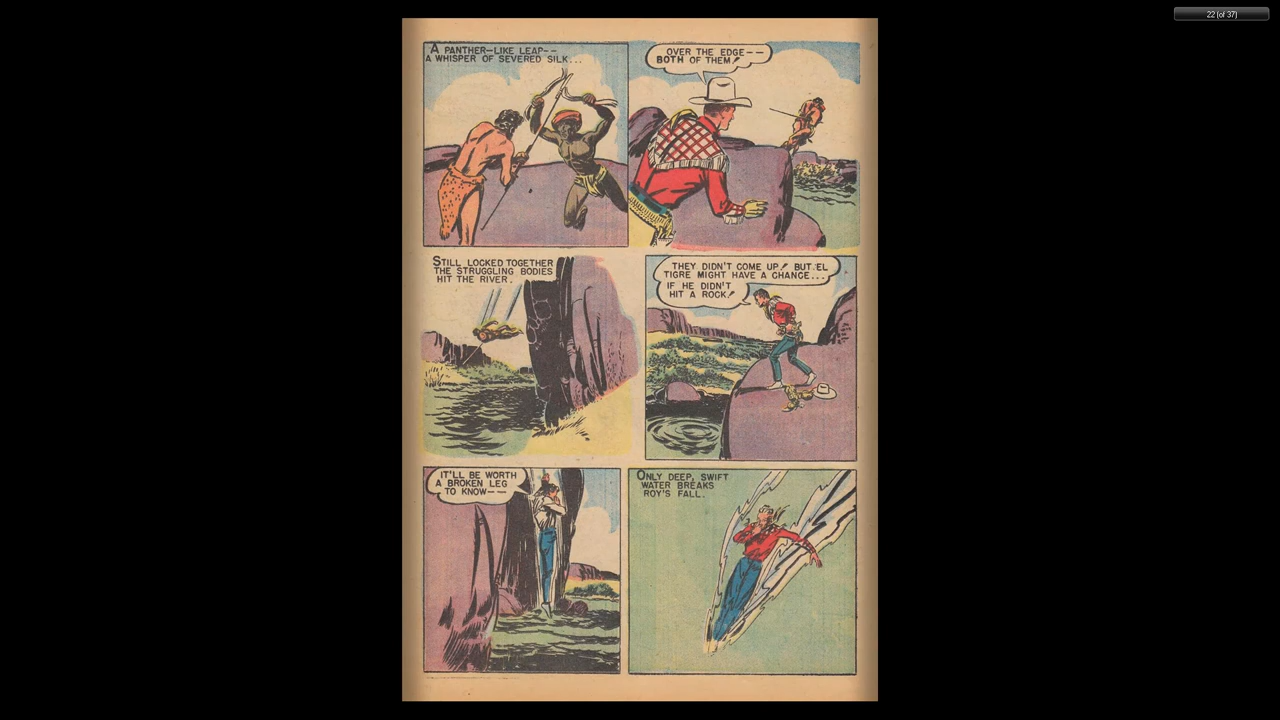 22 (of 37)
A PANTHER-LIKE LEAP--
A WHISPER OF SEVERED SILK...
OVER THE EDGE--
BOTH OF THEM!
STILL LOCKED TOGETHER
THE STRUGGLING BODIES
HIT THE RIVER.
THEY DIDN'T COME UP! BUT EL
TIGRE MIGHT HAVE A CHANCE...
IF HE DIDN'T
HIT A ROCK!
IT'LL BE WORTH
A BROKEN LEG
TO KNOW--
ONLY DEEP, SWIFT
WATER BREAKS
ROY'S FALL.